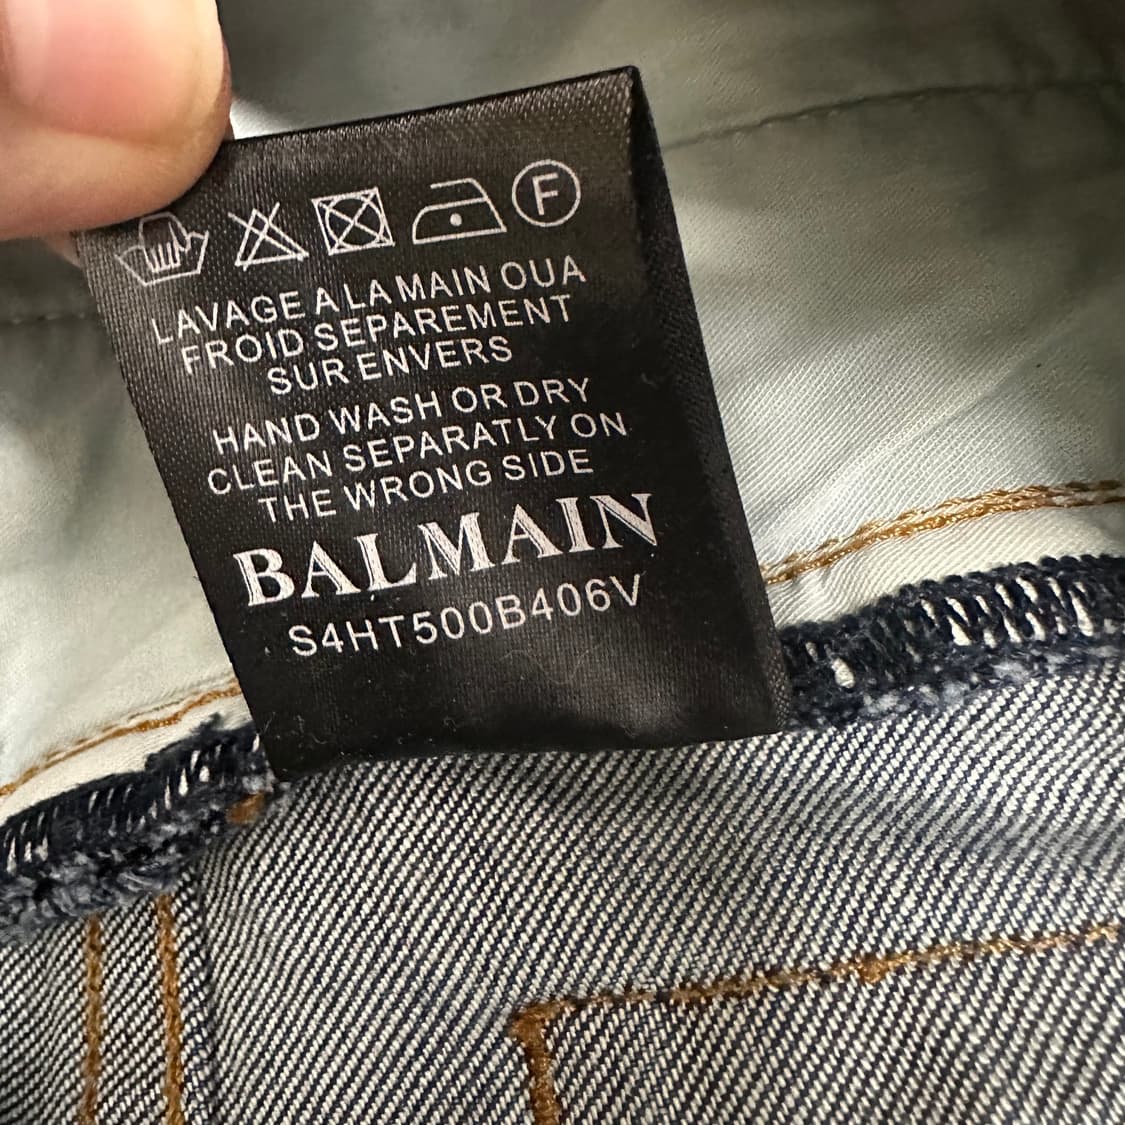 F
LAVAGE A LA MAIN OUA
FROID SEPAREMENT
SUR ENVERS
HAND WASH OR DRY
CLEAN SEPARATLY ON
THE WRONG SIDE
BALMAIN
S4HT500B406V